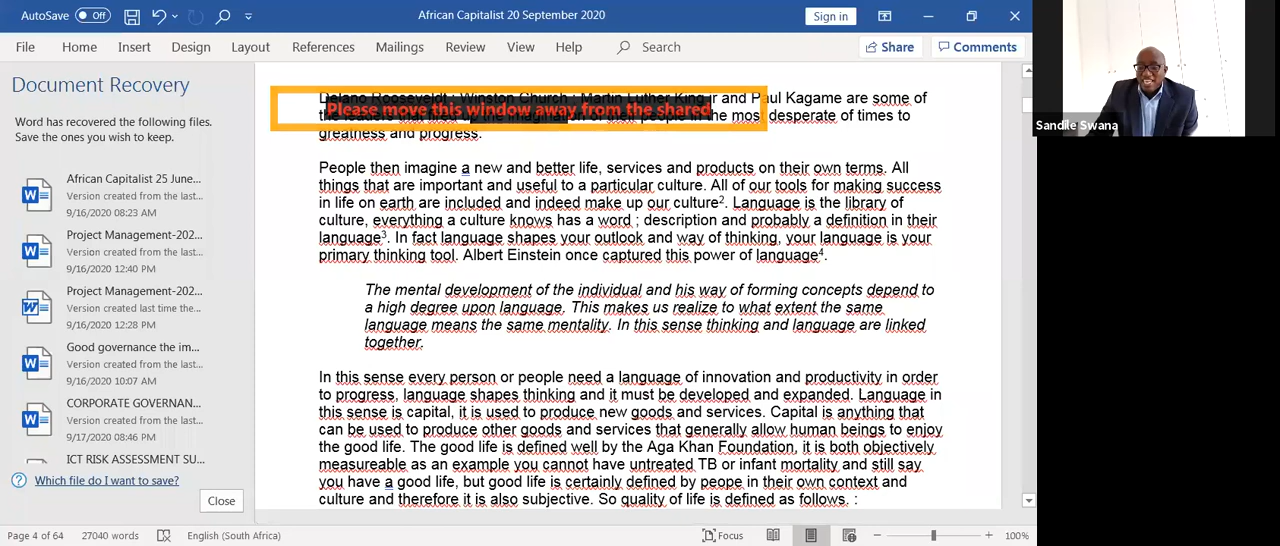 AutoSave Off African Capitalist 20 September 2020 Sign in
File Home Insert Design Layout References Mailings Review View Help Search Share Comments
Document Recovery
Word has recovered the following files.
Save the ones you wish to keep.
African Capitalist 25 June...
Version created from the last...
9/16/2020 08:23 AM
Project Management-202...
Version created from the last...
9/16/2020 12:40 PM
Project Management-202...
Version created last time the...
9/16/2020 12:28 PM
Good governance the im...
Version created from the last...
9/16/2020 10:07 AM
CORPORATE GOVERNAN...
Version created from the last...
9/17/2020 08:46 PM
ICT RISK ASSESSMENT SU...
Which file do I want to save?
Close
Delano Rooseveldt ; Winston Church ; Martin Luther King jr and Paul Kagame are some of
Please move this window away from the shared
the imagination of their people in the most desperate of times to
greatness and progress.
People then imagine a new and better life, services and products on their own terms. All
things that are important and useful to a particular culture. All of our tools for making success
in life on earth are included and indeed make up our culture2. Language is the library of
culture, everything a culture knows has a word ; description and probably a definition in their
language3. In fact language shapes your outlook and way of thinking, your language is your
primary thinking tool. Albert Einstein once captured this power of language4.
The mental development of the individual and his way of forming concepts depend to
a high degree upon language. This makes us realize to what extent the same
language means the same mentality. In this sense thinking and language are linked
together.
In this sense every person or people need a language of innovation and productivity in order
to progress, language shapes thinking and it must be developed and expanded. Language in
this sense is capital, it is used to produce new goods and services. Capital is anything that
can be used to produce other goods and services that generally allow human beings to enjoy
the good life. The good life is defined well by the Aga Khan Foundation, it is both objectively
measureable as an example you cannot have untreated TB or infant mortality and still say
you have a good life, but good life is certainly defined by peope in their own context and
culture and therefore it is also subjective. So quality of life is defined as follows. :
Page 4 of 64 27040 words English (South Africa) Focus 100%
Sandile Swana